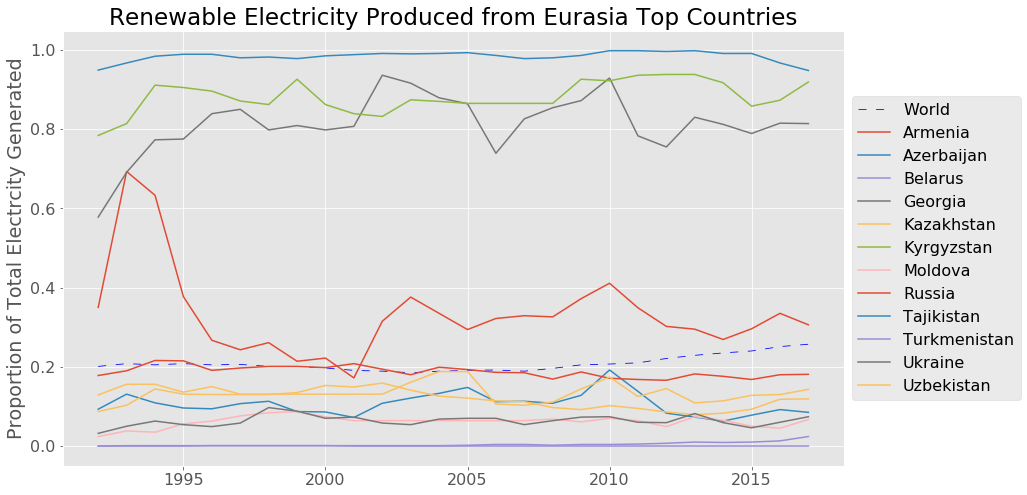 Renewable Electricity Produced from Eurasia Top Countries
Proportion of Total Electrcity Generated
1.0
0.8
0.6
0.4
0.2
0.0
1995
2000
2005
2010
2015
World
Armenia
Azerbaijan
Belarus
Georgia
Kazakhstan
Kyrgyzstan
Moldova
Russia
Tajikistan
Turkmenistan
Ukraine
Uzbekistan